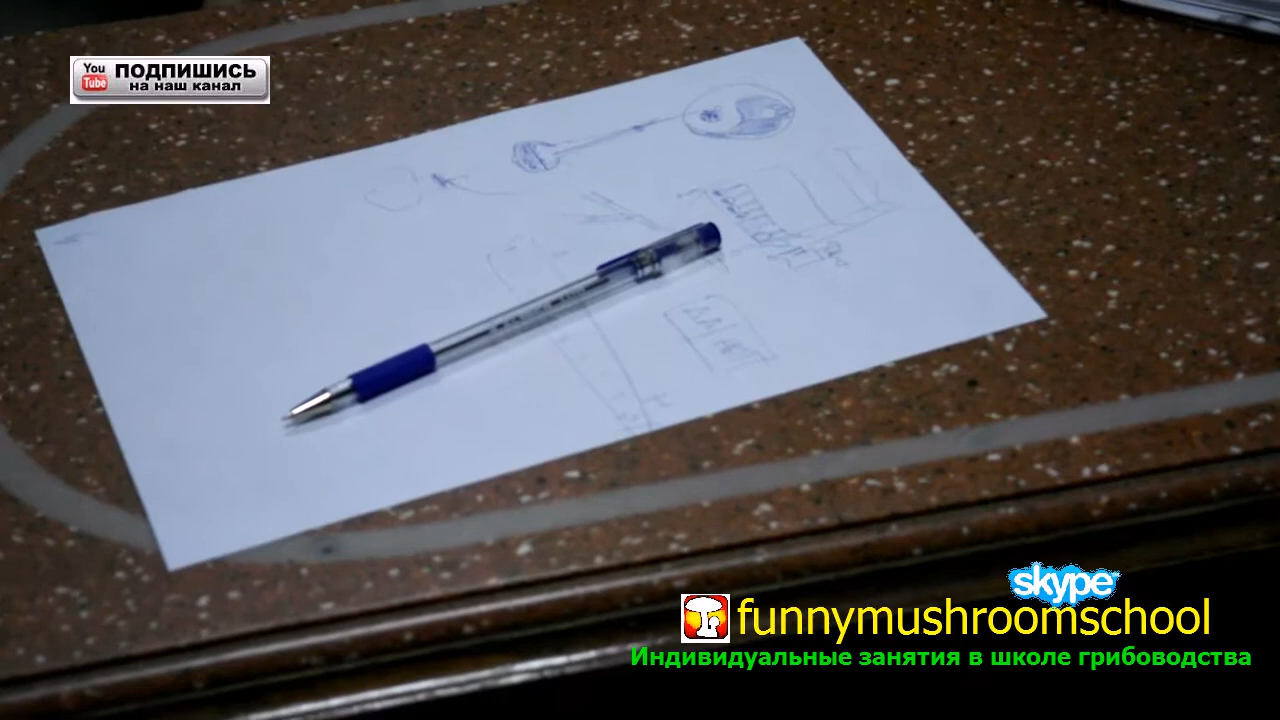 You Tube
ПОДПИШИСЬ
на наш канал
skype
funnymushroomschool
Индивидуальные занятия в школе грибоводства